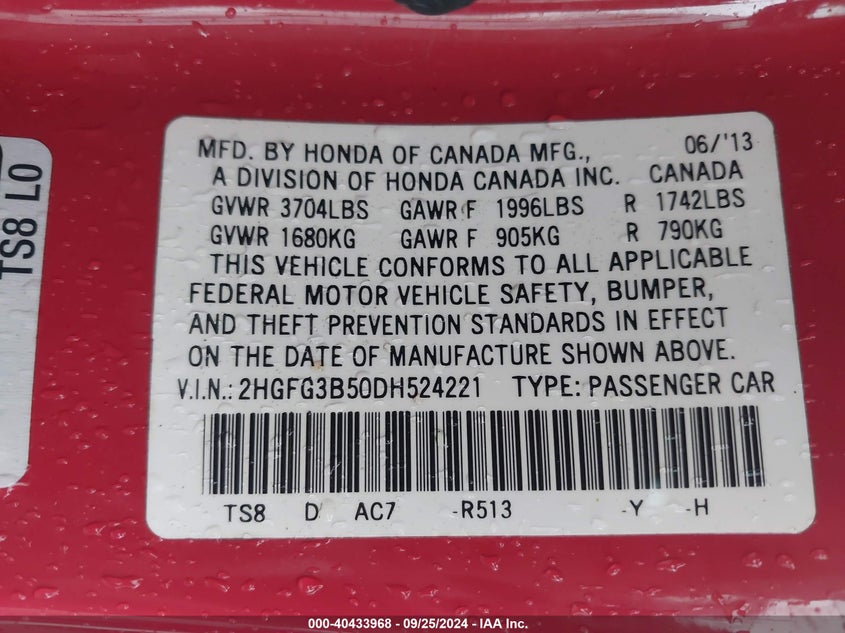 MFD. BY HONDA OF CANADA MFG., 06/'13
A DIVISION OF HONDA CANADA INC. CANADA
GVWR 3704LBS GAWR F 1996LBS R 1742LBS
GVWR 1680KG GAWR F 905KG R 790KG
THIS VEHICLE CONFORMS TO ALL APPLICABLE
FEDERAL MOTOR VEHICLE SAFETY, BUMPER,
AND THEFT PREVENTION STANDARDS IN EFFECT
ON THE DATE OF MANUFACTURE SHOWN ABOVE.
V.I.N.: 2HGFG3B50DH524221 TYPE: PASSENGER CAR
TS8 D AC7 -R513 -Y -H
TS8 L0
000-40433968 - 09/25/2024 - IAA Inc.